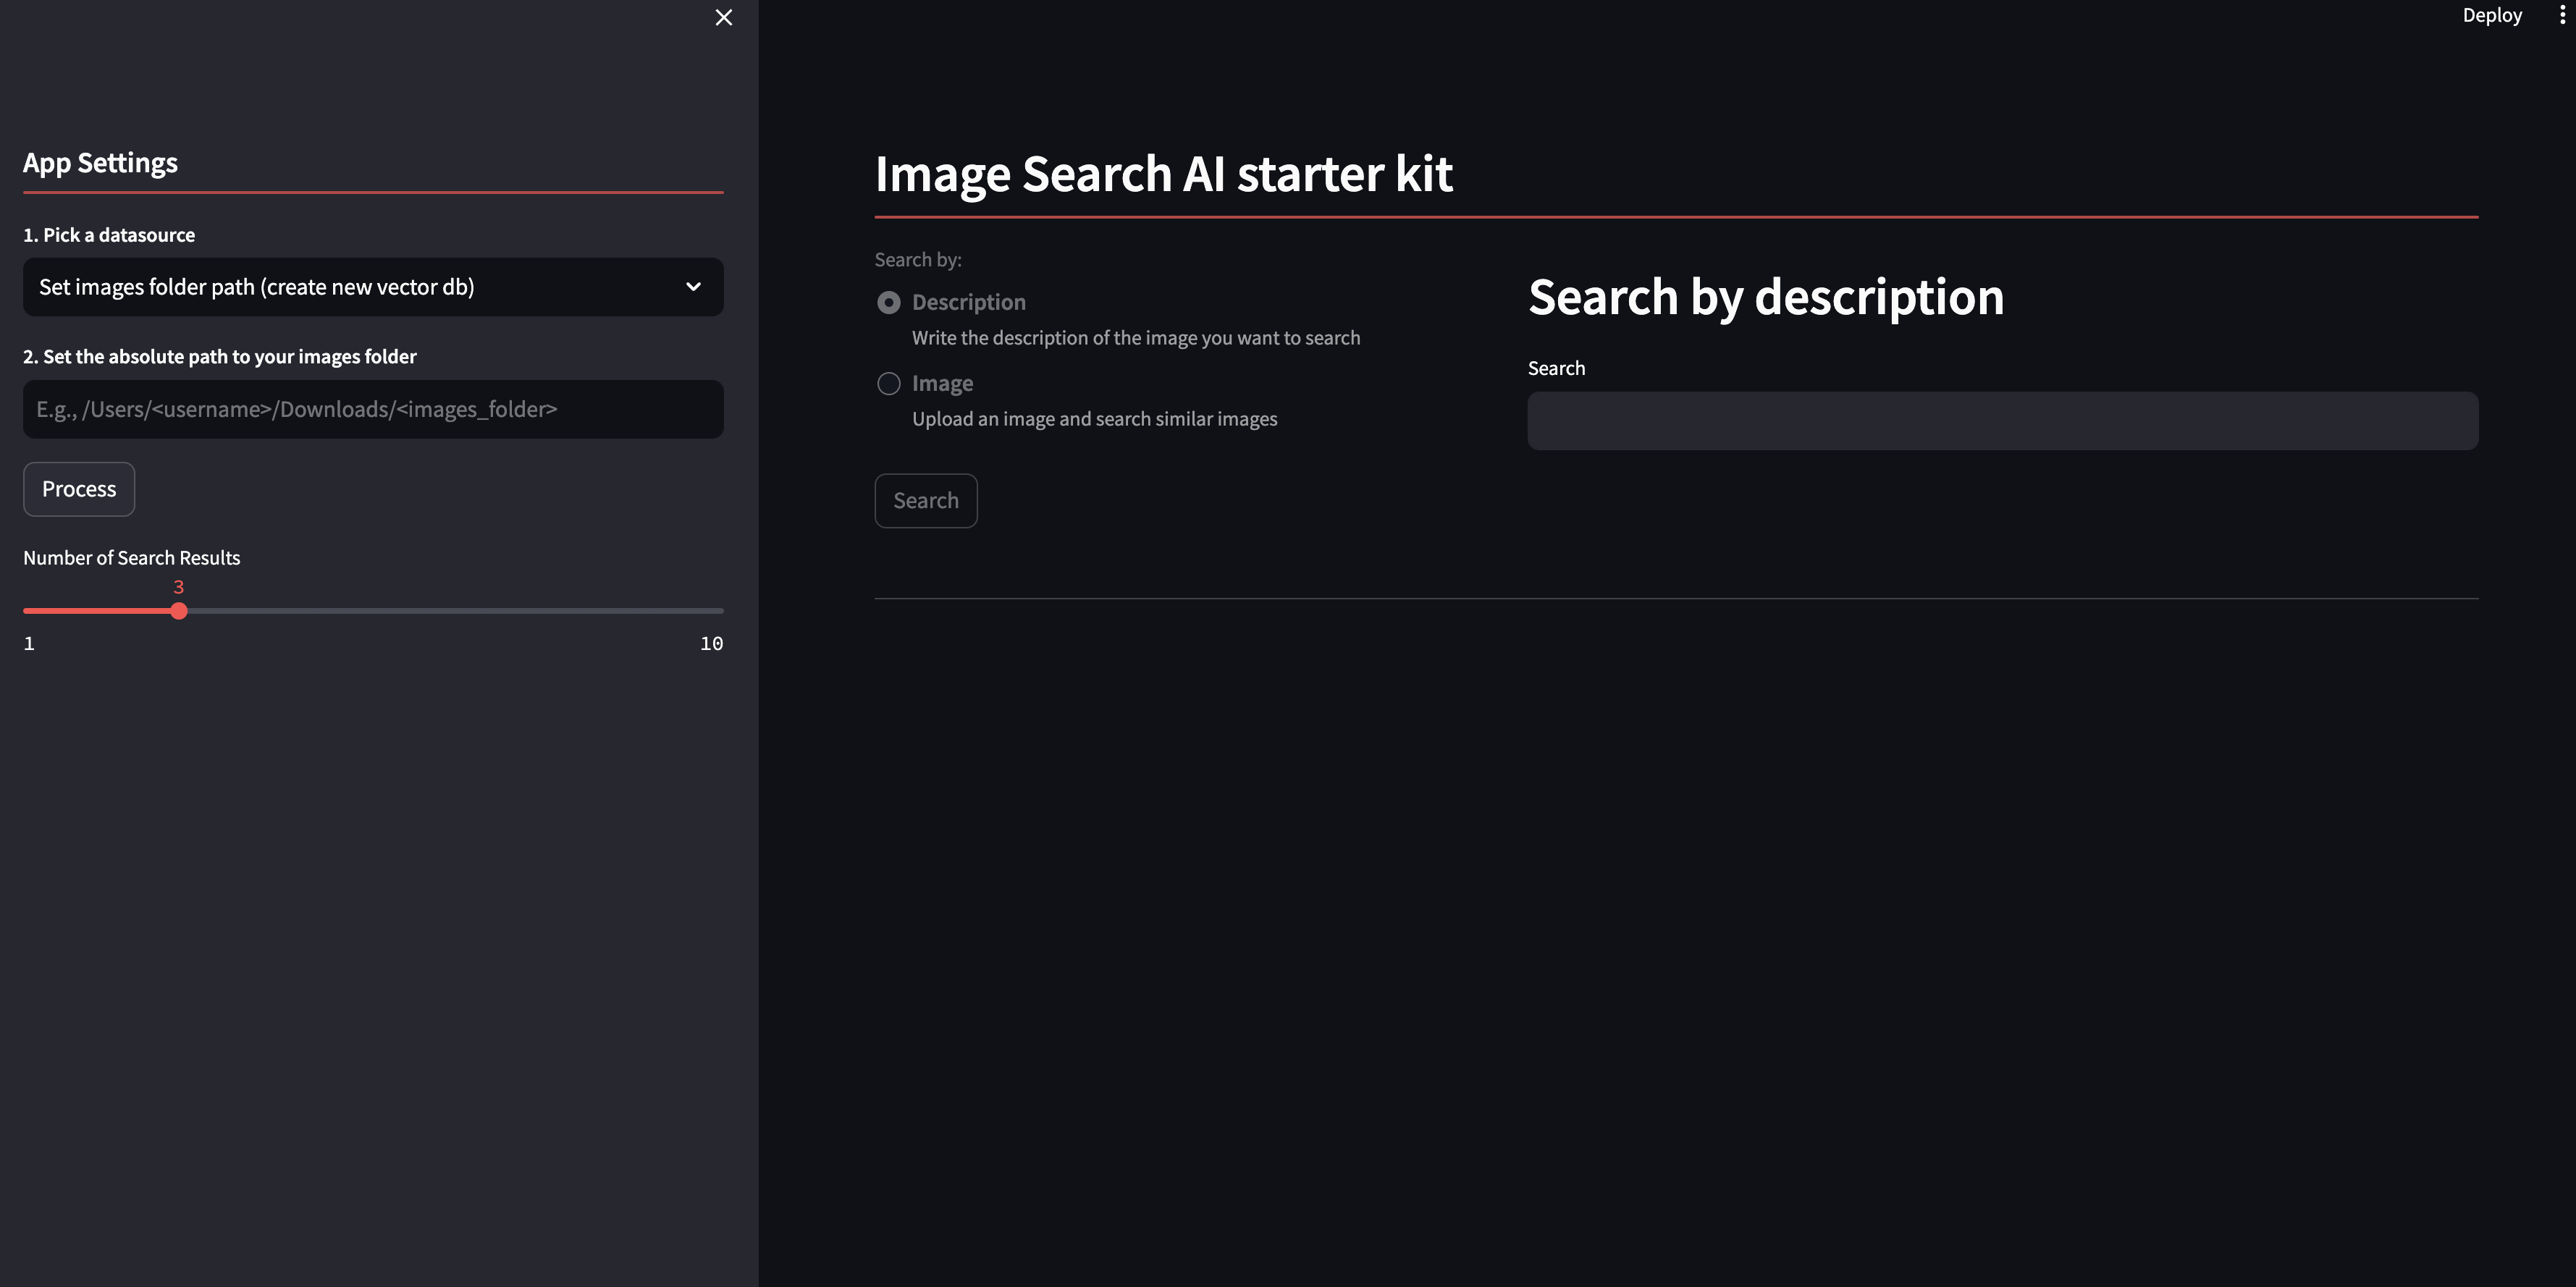 Deploy
App Settings
1. Pick a datasource
Set images folder path (create new vector db)
2. Set the absolute path to your images folder
E.g., /Users/<username>/Downloads/<images_folder>
Process
Number of Search Results
3
1
10
Image Search AI starter kit
Search by:
Description
Write the description of the image you want to search
Image
Upload an image and search similar images
Search
Search by description
Search